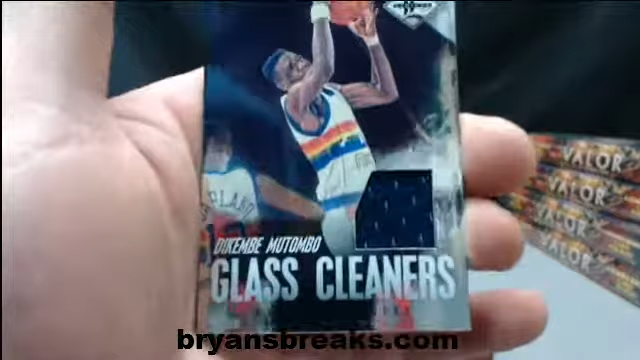 DIKEMBE MUTOMBO
GLASS CLEANERS
VALOR
VALOR
VALOR
VALOR
bryansbreaks.com